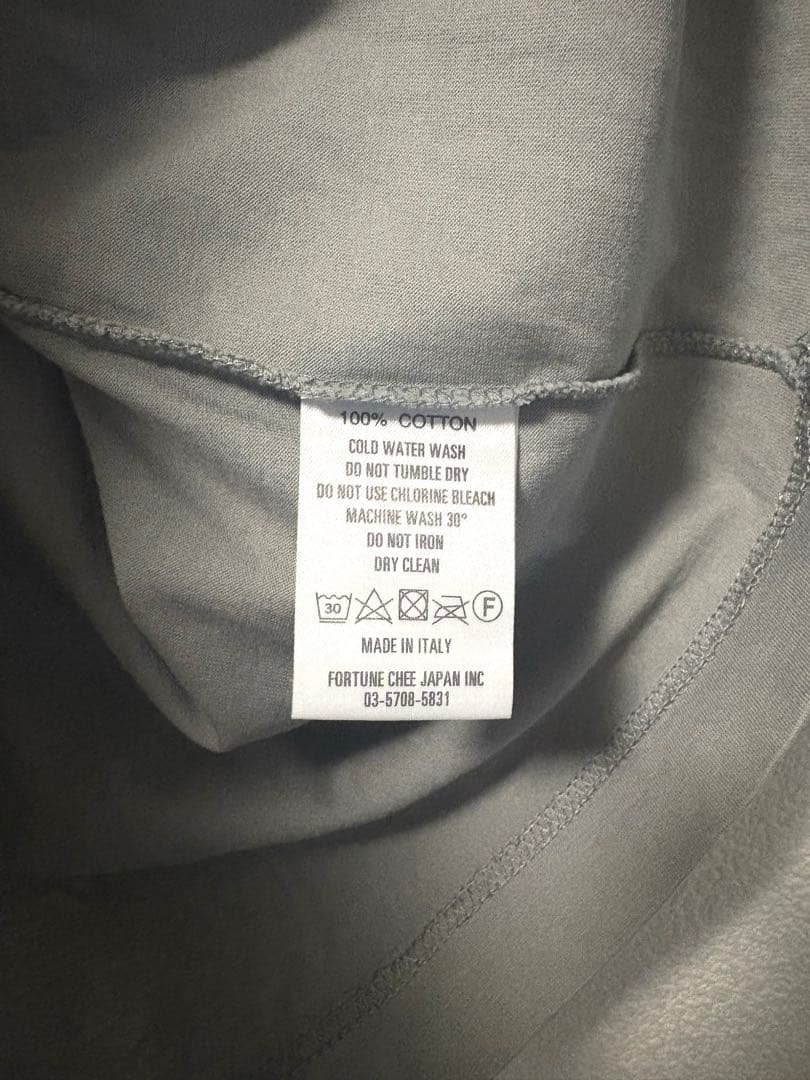 100% COTTON
COLD WATER WASH
DO NOT TUMBLE DRY
DO NOT USE CHLORINE BLEACH
MACHINE WASH 30°
DO NOT IRON
DRY CLEAN
30 F
MADE IN ITALY
FORTUNE CHEE JAPAN INC
03-5708-5831